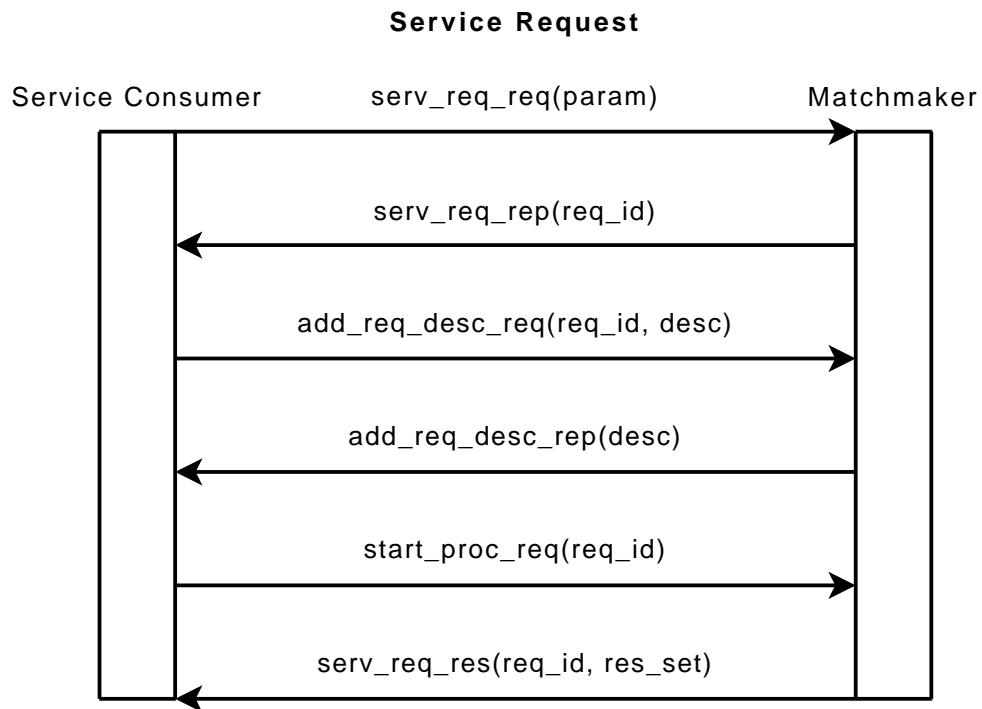 Service Request
Service Consumer serv_req_req(param) Matchmaker
serv_req_rep(req_id)
add_req_desc_req(req_id, desc)
add_req_desc_rep(desc)
start_proc_req(req_id)
serv_req_res(req_id, res_set)